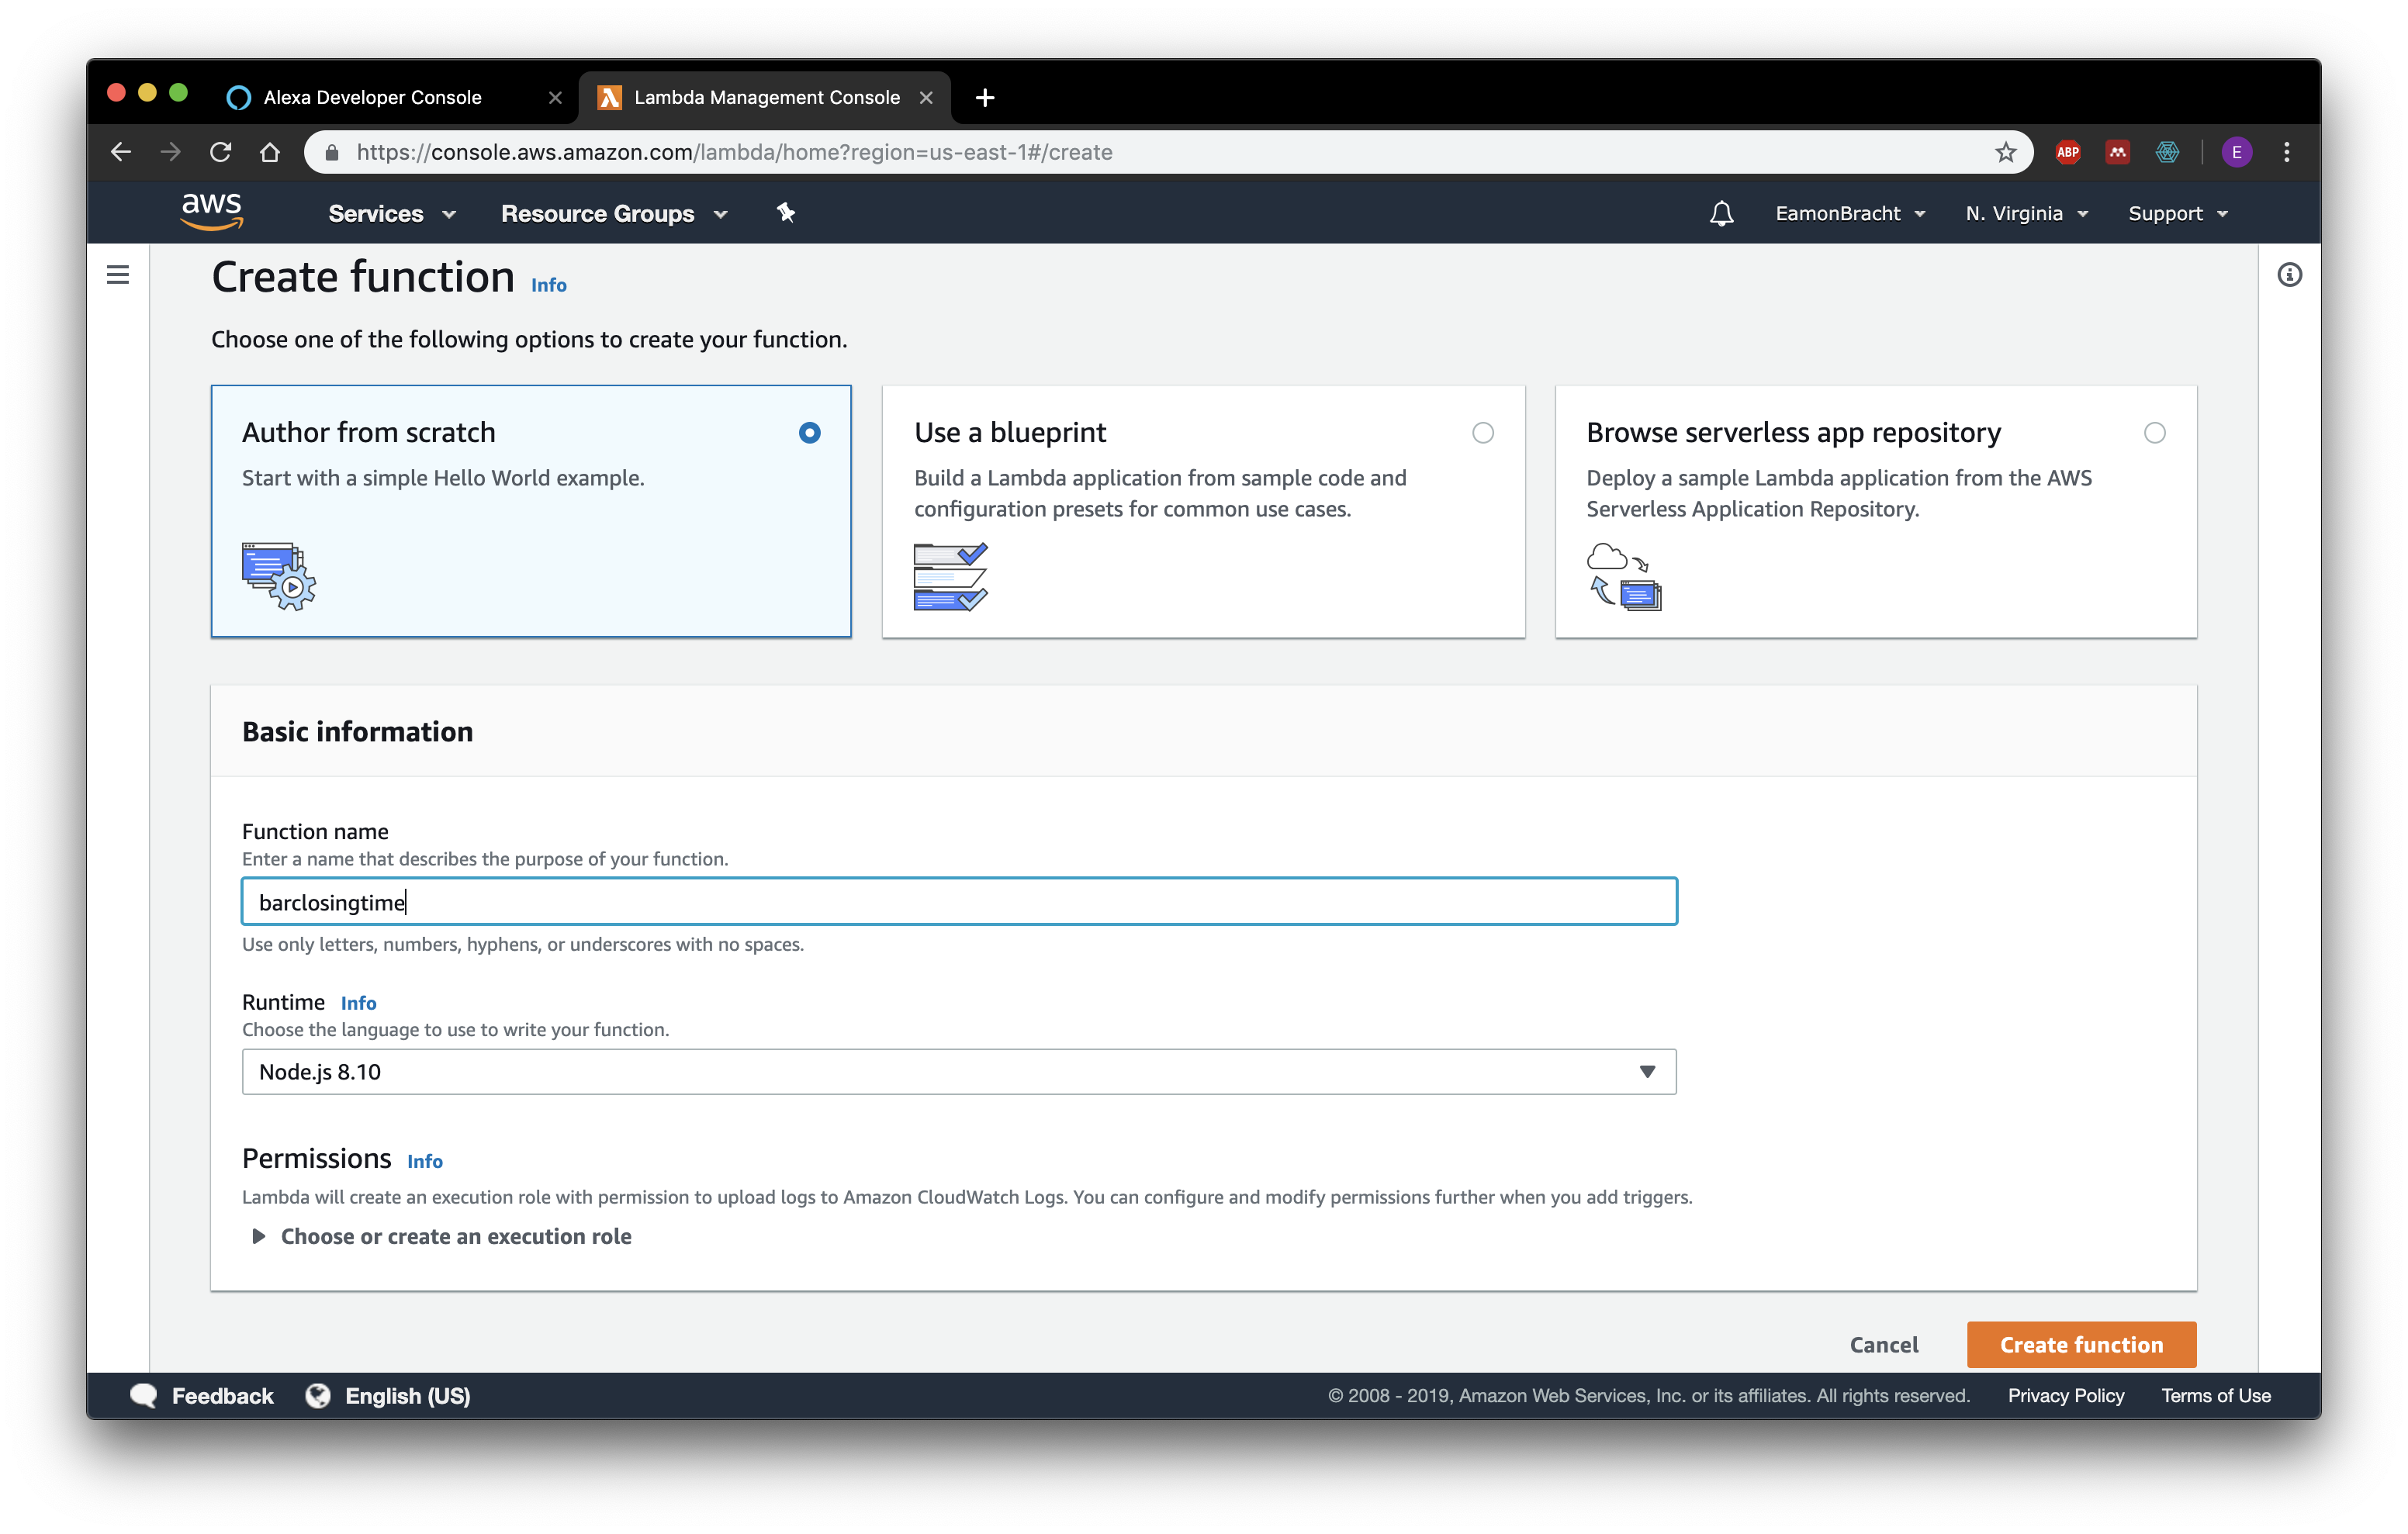 Alexa Developer Console
Lambda Management Console
https://console.aws.amazon.com/lambda/home?region=us-east-1#/create
ABP
E
aws
Services
Resource Groups
EamonBracht
N. Virginia
Support
Create function Info
Choose one of the following options to create your function.
Author from scratch
Start with a simple Hello World example.
Use a blueprint
Build a Lambda application from sample code and
configuration presets for common use cases.
Browse serverless app repository
Deploy a sample Lambda application from the AWS
Serverless Application Repository.
Basic information
Function name
Enter a name that describes the purpose of your function.
barclosingtime
Use only letters, numbers, hyphens, or underscores with no spaces.
Runtime Info
Choose the language to use to write your function.
Node.js 8.10
Permissions Info
Lambda will create an execution role with permission to upload logs to Amazon CloudWatch Logs. You can configure and modify permissions further when you add triggers.
Choose or create an execution role
Cancel
Create function
Feedback
English (US)
© 2008 - 2019, Amazon Web Services, Inc. or its affiliates. All rights reserved.
Privacy Policy
Terms of Use